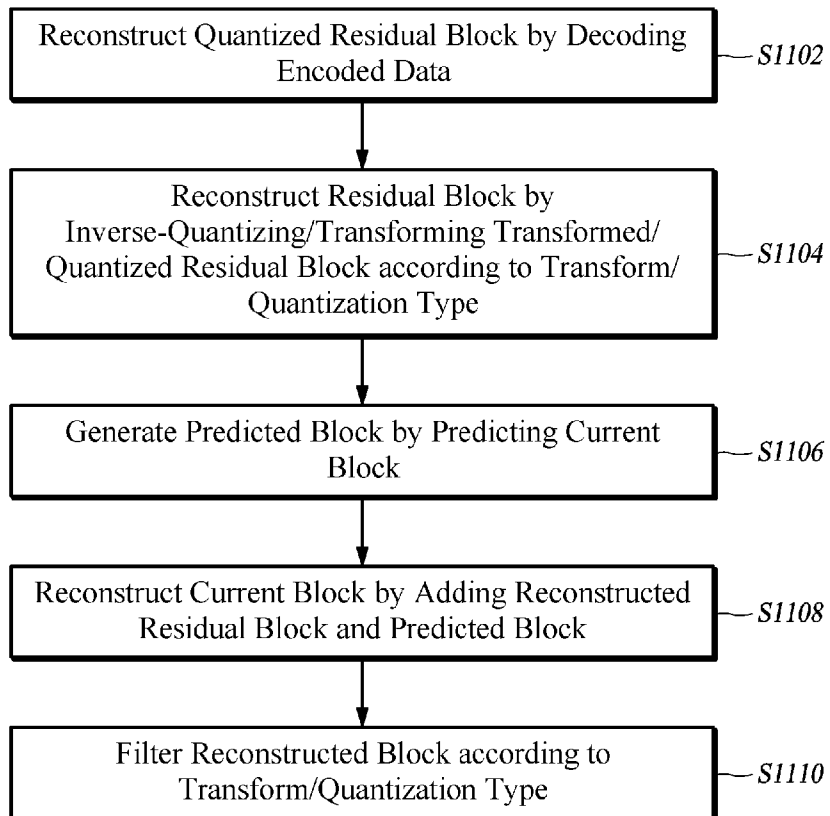 Reconstruct Quantized Residual Block by Decoding
Encoded Data
S1102
Reconstruct Residual Block by
Inverse-Quantizing/Transforming Transformed/
Quantized Residual Block according to Transform/
Quantization Type
S1104
Generate Predicted Block by Predicting Current
Block
S1106
Reconstruct Current Block by Adding Reconstructed
Residual Block and Predicted Block
S1108
Filter Reconstructed Block according to
Transform/Quantization Type
S1110